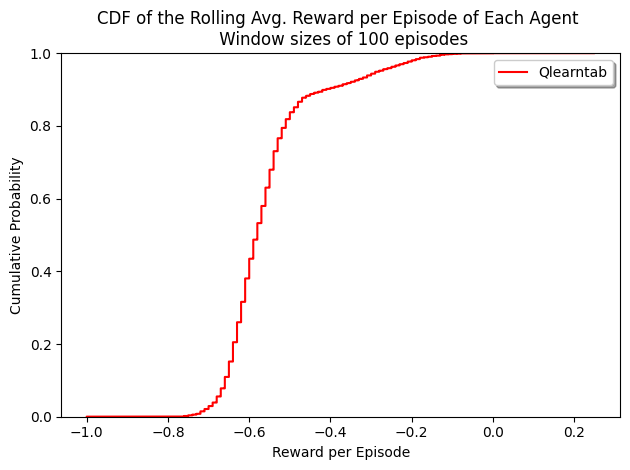 CDF of the Rolling Avg. Reward per Episode of Each Agent
Window sizes of 100 episodes
Qlearntab
1.0
0.8
0.6
0.4
0.2
0.0
Cumulative Probability
−1.0 −0.8 −0.6 −0.4 −0.2 0.0 0.2
Reward per Episode